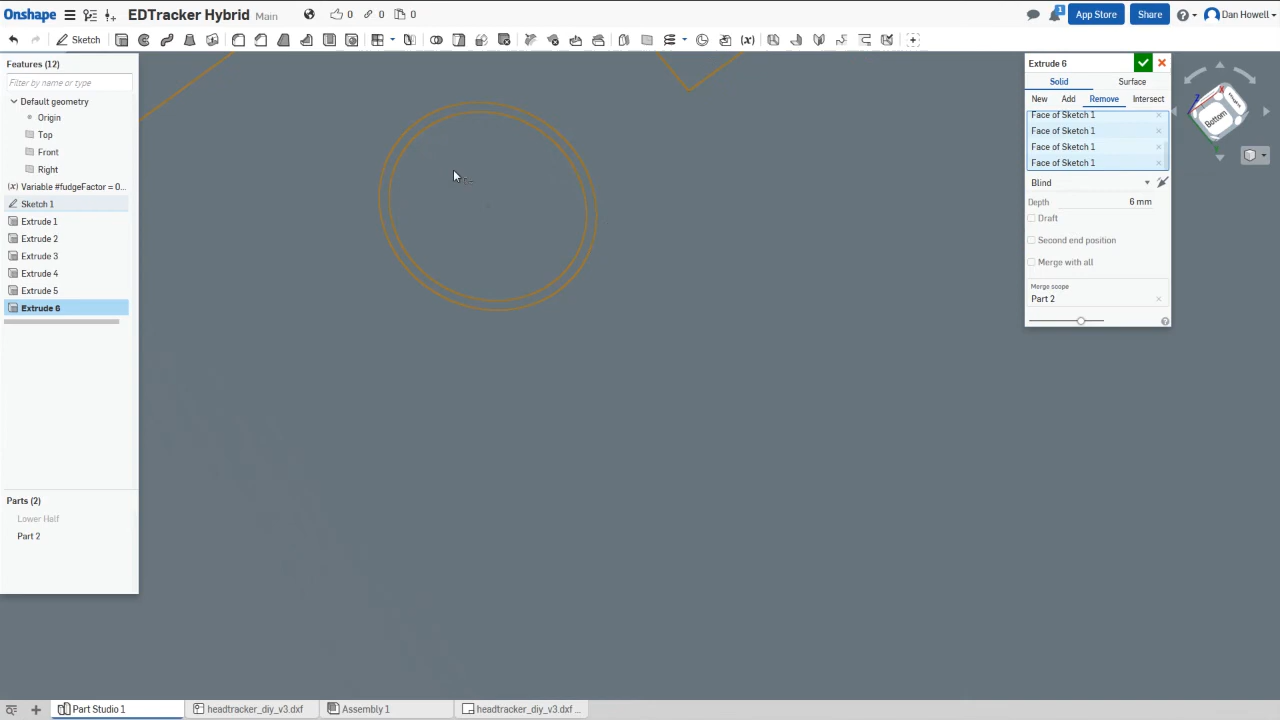 Onshape EDTracker Hybrid Main 0 0 0 1 App Store Share Dan Howell
Sketch (x)
Features (12)
Filter by name or type
Default geometry
Origin
Top
Front
Right
(x) Variable #fudgeFactor = 0...
Sketch 1
Extrude 1
Extrude 2
Extrude 3
Extrude 4
Extrude 5
Extrude 6
Parts (2)
Lower Half
Part 2
Extrude 6
Solid Surface
New Add Remove Intersect
Face of Sketch 1
Face of Sketch 1
Face of Sketch 1
Face of Sketch 1
Blind
Depth 6 mm
Draft
Second end position
Merge with all
Merge scope
Part 2
Z X
Bottom
Part Studio 1 headtracker_diy_v3.dxf Assembly 1 headtracker_diy_v3.dxf ...